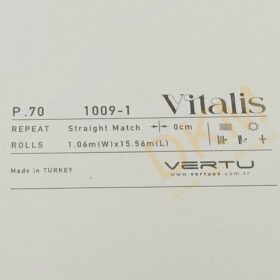 P.70 1009-1 Vitalis
REPEAT Straight Match 0cm
ROLLS 1.06m(W)x15.56m(L)
Made in TURKEY
VERTU
www.vertuas.com.tr